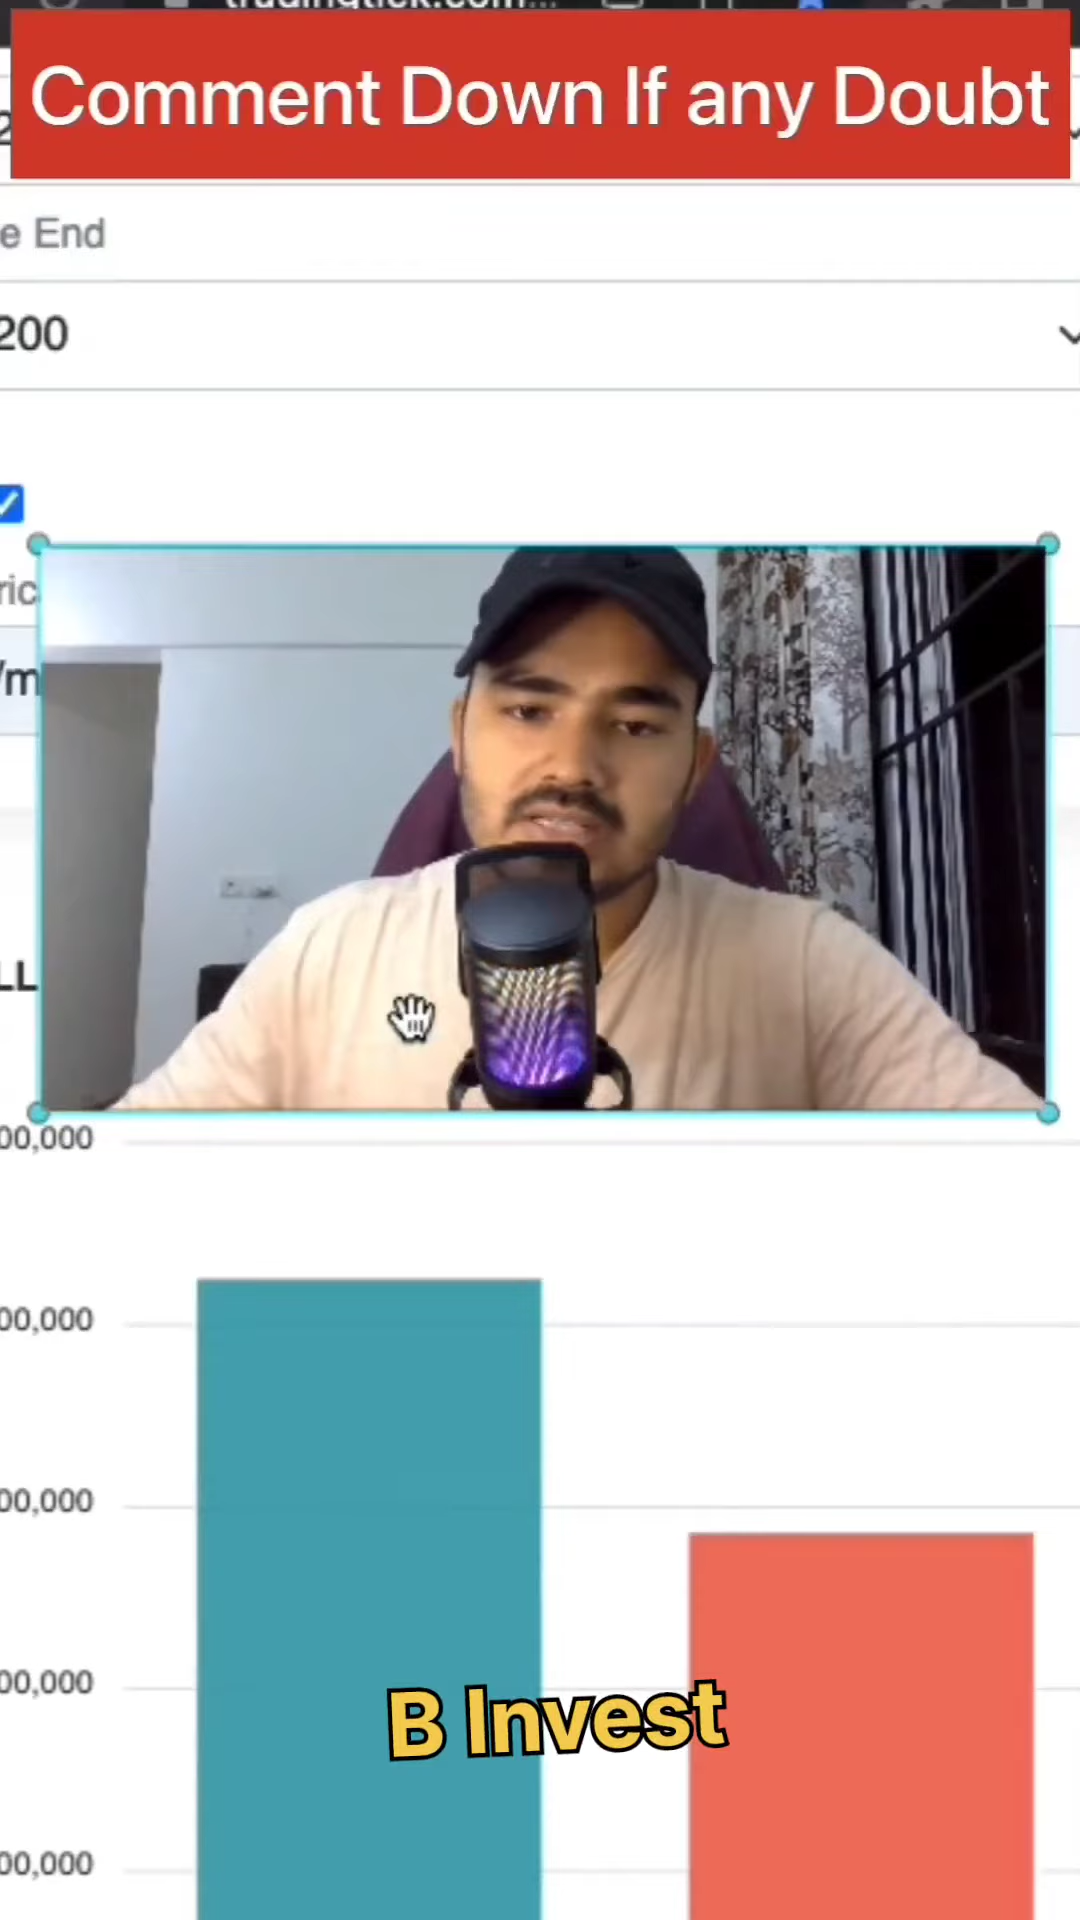 Comment Down If any Doubt
e End
200
ric
/m
LL
00,000
00,000
00,000
00,000
B Invest
00,000